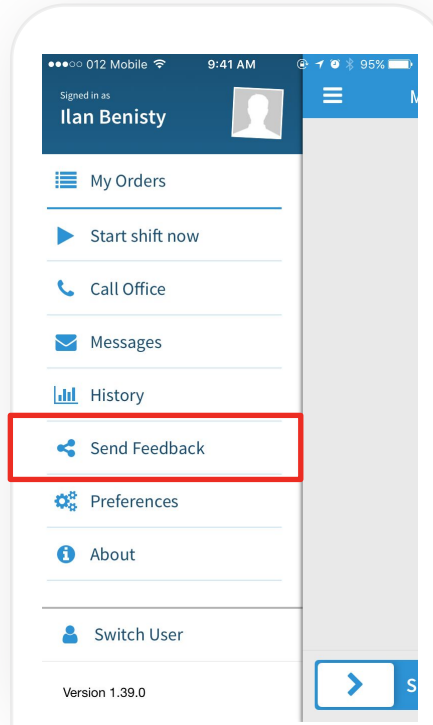 012 Mobile 9:41 AM 95%
Signed in as
Ilan Benisty
M
My Orders
Start shift now
Call Office
Messages
History
Send Feedback
Preferences
About
Switch User
Version 1.39.0
S